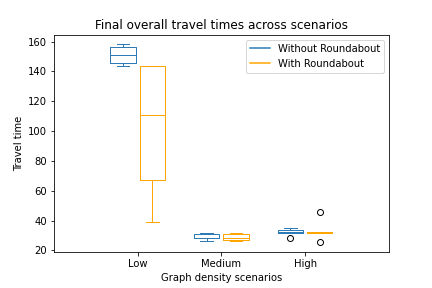 Final overall travel times across scenarios
Without Roundabout
With Roundabout
160
140
120
100
80
60
40
20
Travel time
Low
Medium
High
Graph density scenarios